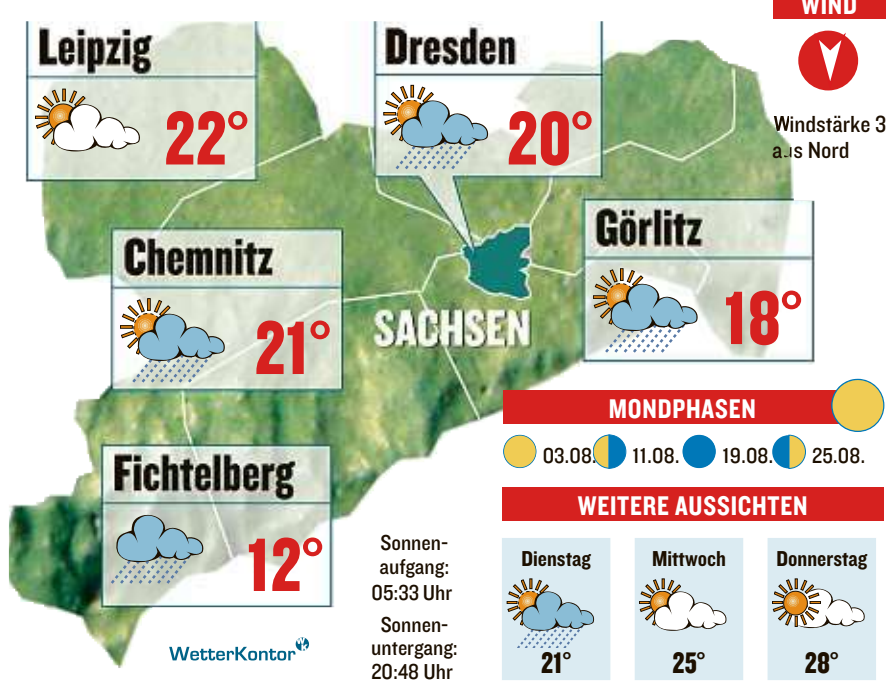 WIND
Leipzig
22°
Dresden
20°
Windstärke 3
aus Nord
Görlitz
18°
Chemnitz
21°
SACHSEN
MONDPHASEN
03.08. 11.08. 19.08. 25.08.
Fichtelberg
12°
WEITERE AUSSICHTEN
Sonnen-
aufgang:
05:33 Uhr
Sonnen-
untergang:
20:48 Uhr
Dienstag
21°
Mittwoch
25°
Donnerstag
28°
WetterKontor